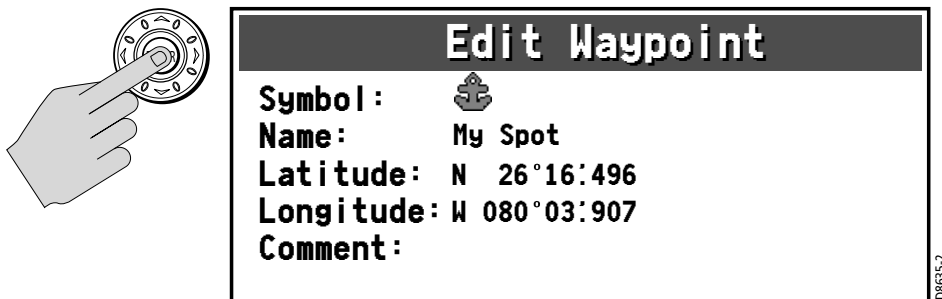 Edit Waypoint
Symbol:
Name: My Spot
Latitude: N 26°16.'496
Longitude: W 080°03.'907
Comment:
D8635-2